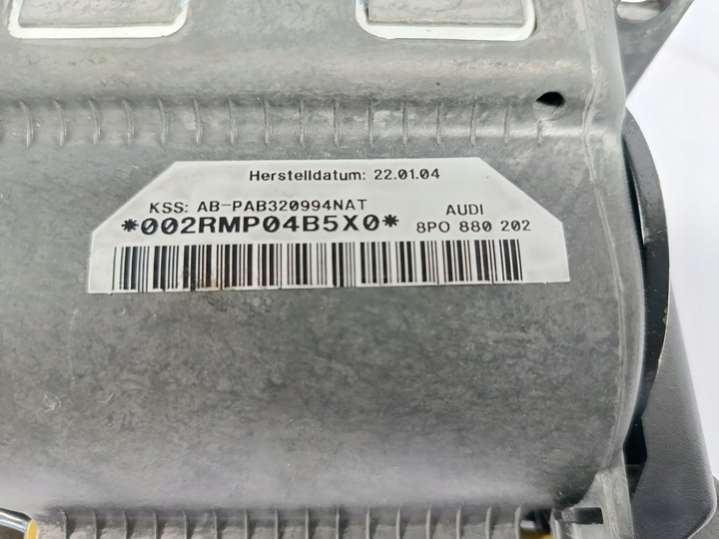 Herstelldatum: 22.01.04
KSS: AB-PAB320994NAT AUDI
*002RMP04B5X0* 8P0 880 202